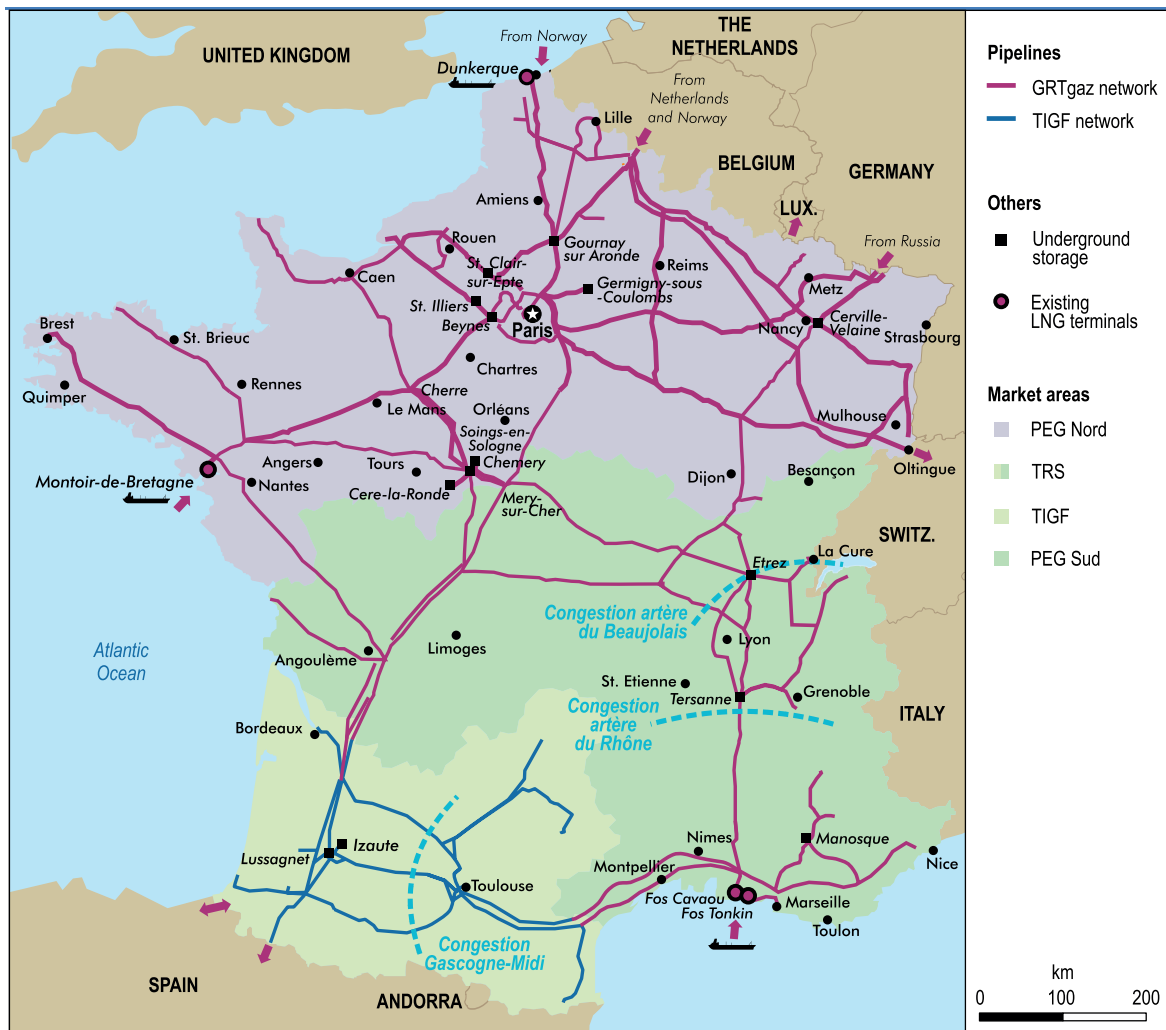 THE
NETHERLANDS
UNITED KINGDOM
From Norway
Dunkerque
From
Netherlands
and Norway
Lille
BELGIUM
GERMANY
LUX.
Amiens
From Russia
Rouen
Gournay
sur Aronde
St. Clair-
sur-Epte
Reims
Caen
Metz
Germigny-sous
-Coulombs
St. Illiers
Beynes
Paris
Nancy
Cerville-
Velaine
Strasbourg
Brest
St. Brieuc
Chartres
Quimper
Rennes
Cherre
Le Mans
Orléans
Mulhouse
Soings-en-
Sologne
Angers
Tours
Chemery
Oltingue
Montoir-de-Bretagne
Nantes
Cere-la-Ronde
Mery-
sur-Cher
Dijon
Besançon
SWITZ.
La Cure
Etrez
Congestion artère
du Beaujolais
Lyon
Atlantic
Ocean
Limoges
Angoulème
St. Etienne
Tersanne
Grenoble
Congestion
artère
du Rhône
ITALY
Bordeaux
Izaute
Lussagnet
Nimes
Manosque
Nice
Montpellier
Toulouse
Fos Cavaou
Fos Tonkin
Marseille
Toulon
Congestion
Gascogne-Midi
SPAIN
ANDORRA
Pipelines
GRTgaz network
TIGF network
Others
Underground
storage
Existing
LNG terminals
Market areas
PEG Nord
TRS
TIGF
PEG Sud
km
0 100 200